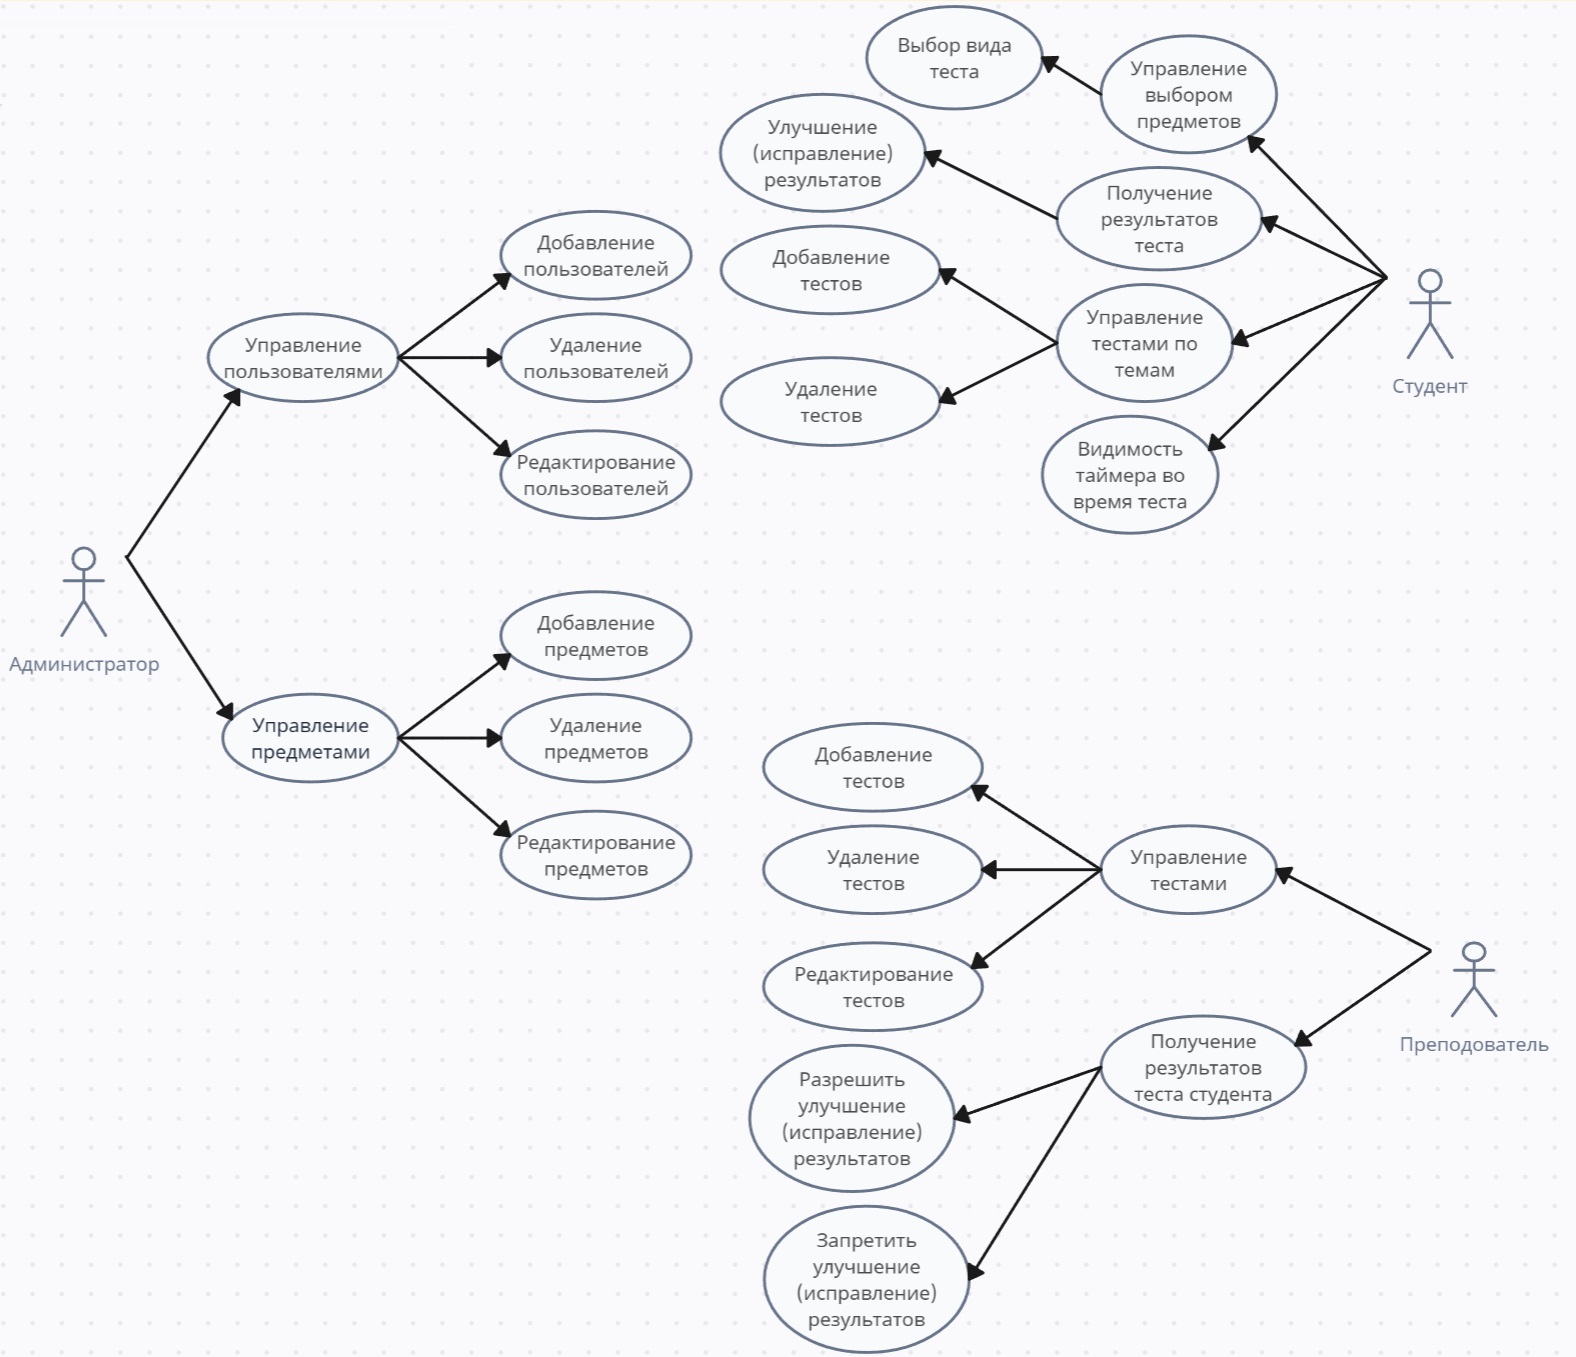 Выбор вида
теста
Управление
выбором
предметов
Улучшение
(исправление)
результатов
Получение
результатов
теста
Добавление
тестов
Управление
тестами по
темам
Удаление
тестов
Видимость
таймера во
время теста
Студент
Добавление
пользователей
Управление
пользователями
Удаление
пользователей
Редактирование
пользователей
Администратор
Добавление
предметов
Управление
предметами
Удаление
предметов
Редактирование
предметов
Добавление
тестов
Удаление
тестов
Управление
тестами
Редактирование
тестов
Получение
результатов
теста студента
Преподователь
Разрешить
улучшение
(исправление)
результатов
Запретить
улучшение
(исправление)
результатов